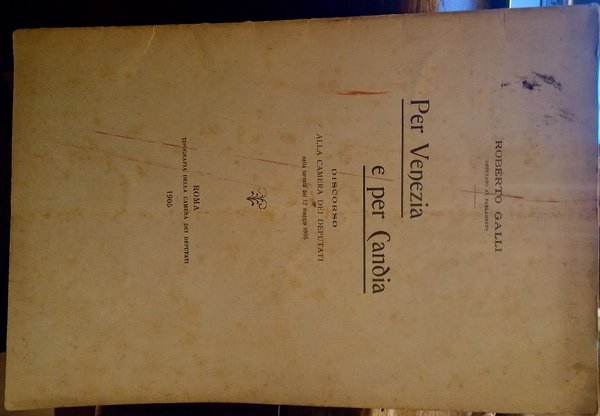 ROBERTO GALLI
DEPUTATO AL PARLAMENTO
Per Venezia
e per Candia
DISCORSO
ALLA CAMERA DEI DEPUTATI
nella tornata del 12 maggio 1905
ROMA
TIPOGRAFIA DELLA CAMERA DEI DEPUTATI
1905